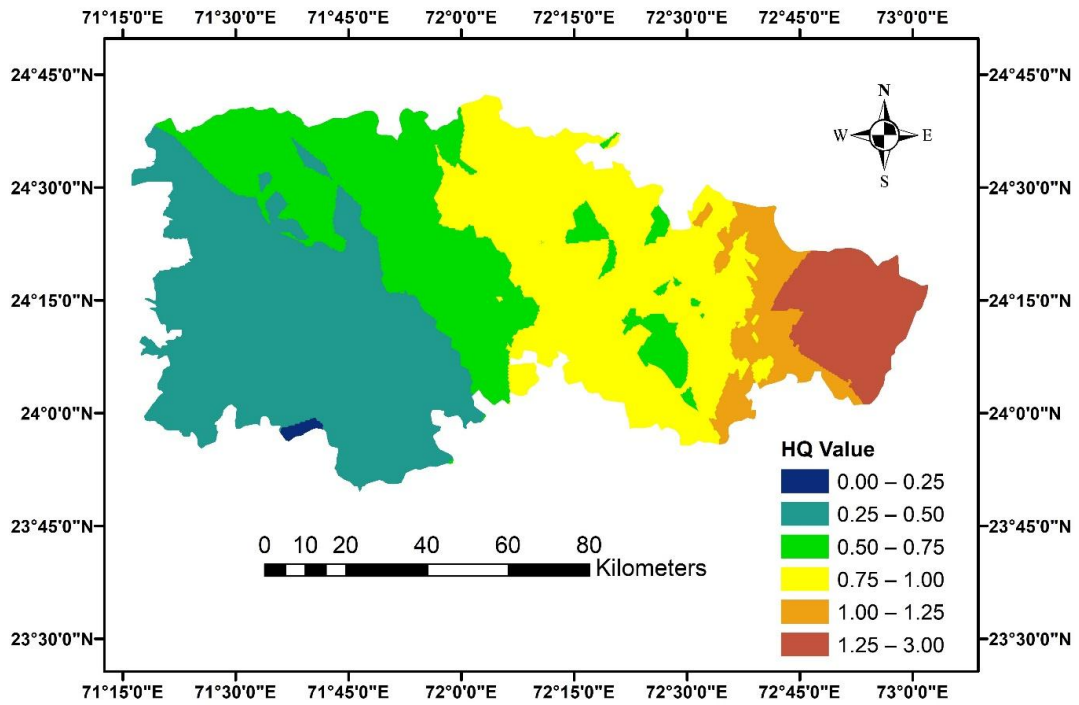 71°15'0"E 71°30'0"E 71°45'0"E 72°0'0"E 72°15'0"E 72°30'0"E 72°45'0"E 73°0'0"E
24°45'0"N 24°45'0"N
N
W E
S
24°30'0"N 24°30'0"N
24°15'0"N 24°15'0"N
24°0'0"N 24°0'0"N
HQ Value
0.00 – 0.25
0.25 – 0.50
23°45'0"N 23°45'0"N
0.50 – 0.75
0 10 20 40 60 80
Kilometers
0.75 – 1.00
1.00 – 1.25
23°30'0"N 23°30'0"N
1.25 – 3.00
71°15'0"E 71°30'0"E 71°45'0"E 72°0'0"E 72°15'0"E 72°30'0"E 72°45'0"E 73°0'0"E